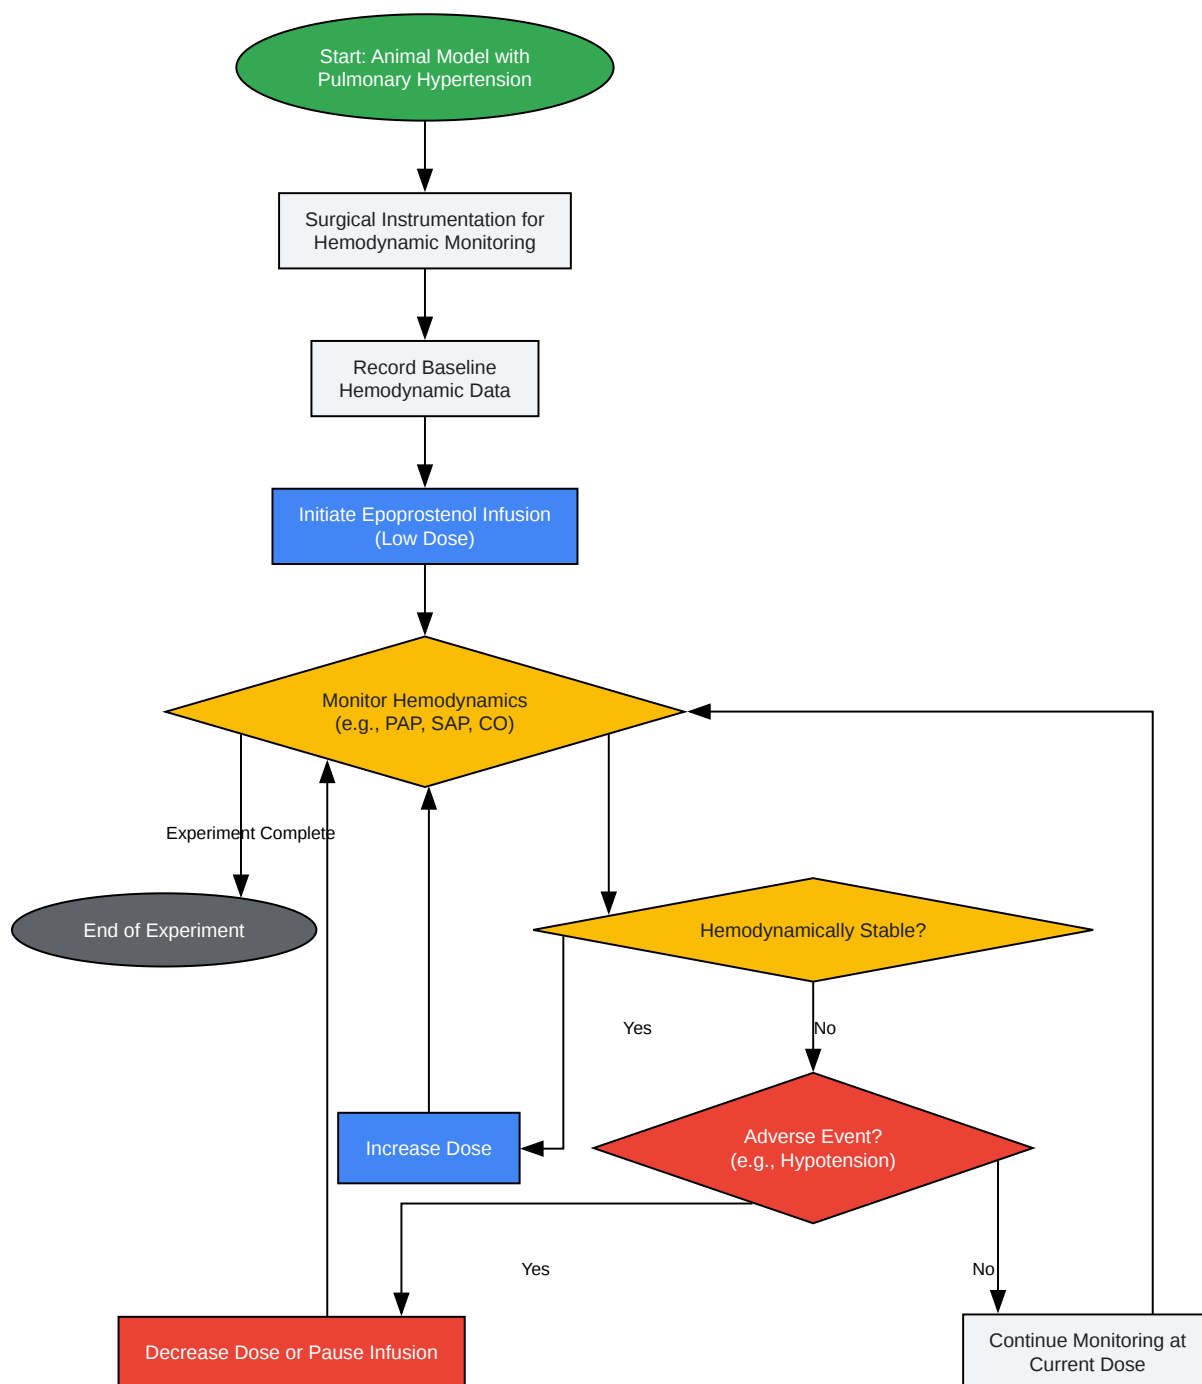 Start: Animal Model with
Pulmonary Hypertension
Surgical Instrumentation for
Hemodynamic Monitoring
Record Baseline
Hemodynamic Data
Initiate Epoprostenol Infusion
(Low Dose)
Monitor Hemodynamics
(e.g., PAP, SAP, CO)
Experiment Complete
End of Experiment
Hemodynamically Stable?
Yes
No
Increase Dose
Adverse Event?
(e.g., Hypotension)
Yes
No
Decrease Dose or Pause Infusion
Continue Monitoring at
Current Dose